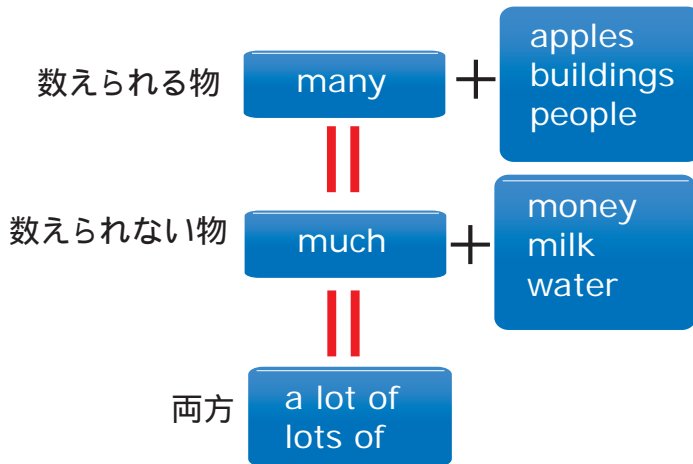 数えられる物
many
+
apples
buildings
people
数えられない物
much
+
money
milk
water
両方
a lot of
lots of